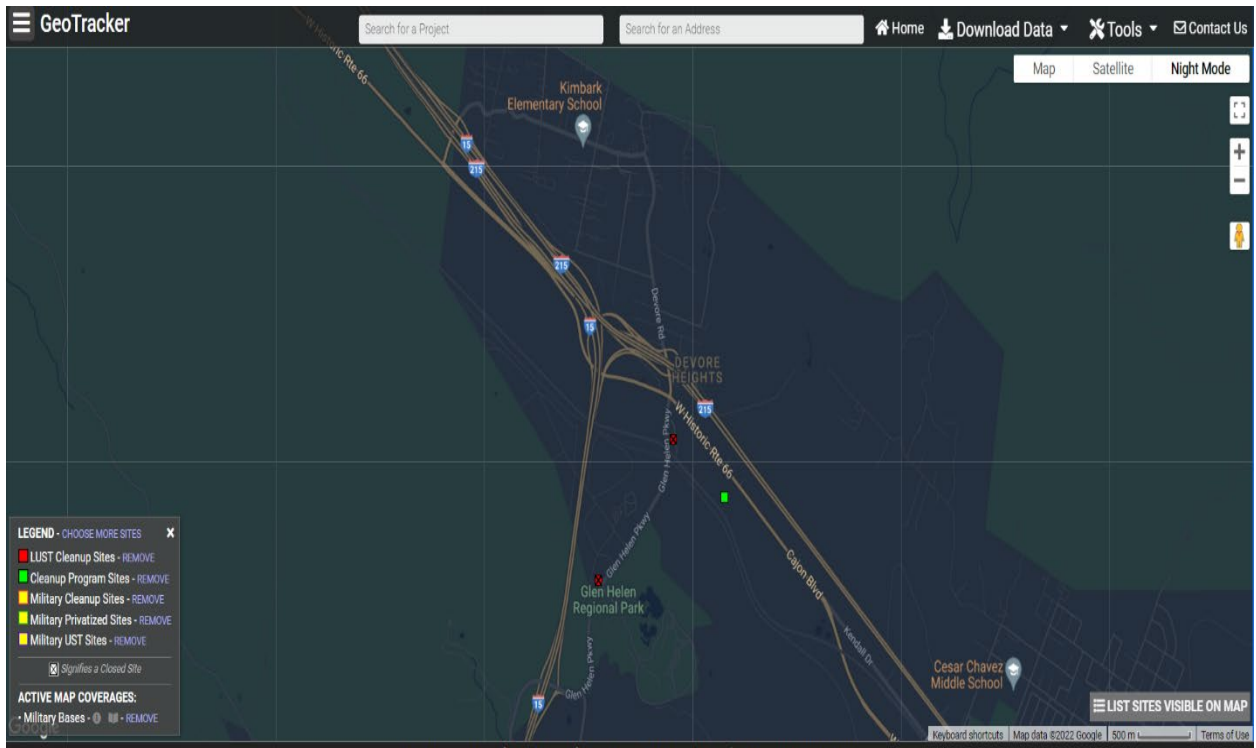 GeoTracker
Search for a Project
Search for an Address
Home
Download Data
Tools
Contact Us
Map
Satellite
Night Mode
W Historic Rte 66
Kimbark
Elementary School
15
215
215
15
Devore Rd
DEVORE
HEIGHTS
215
W Historic Rte 66
Glen Helen Pkwy
Glen Helen Pkwy
Glen Helen
Regional Park
Cajon Blvd
Kendall Dr
Glen Helen Pkwy
15
Cesar Chavez
Middle School
LEGEND - CHOOSE MORE SITES x
LUST Cleanup Sites - REMOVE
Cleanup Program Sites - REMOVE
Military Cleanup Sites - REMOVE
Military Privatized Sites - REMOVE
Military UST Sites - REMOVE
Signifies a Closed Site
ACTIVE MAP COVERAGES:
• Military Bases - REMOVE
Google
LIST SITES VISIBLE ON MAP
Keyboard shortcuts
Map data ©2022 Google
500 m
Terms of Use